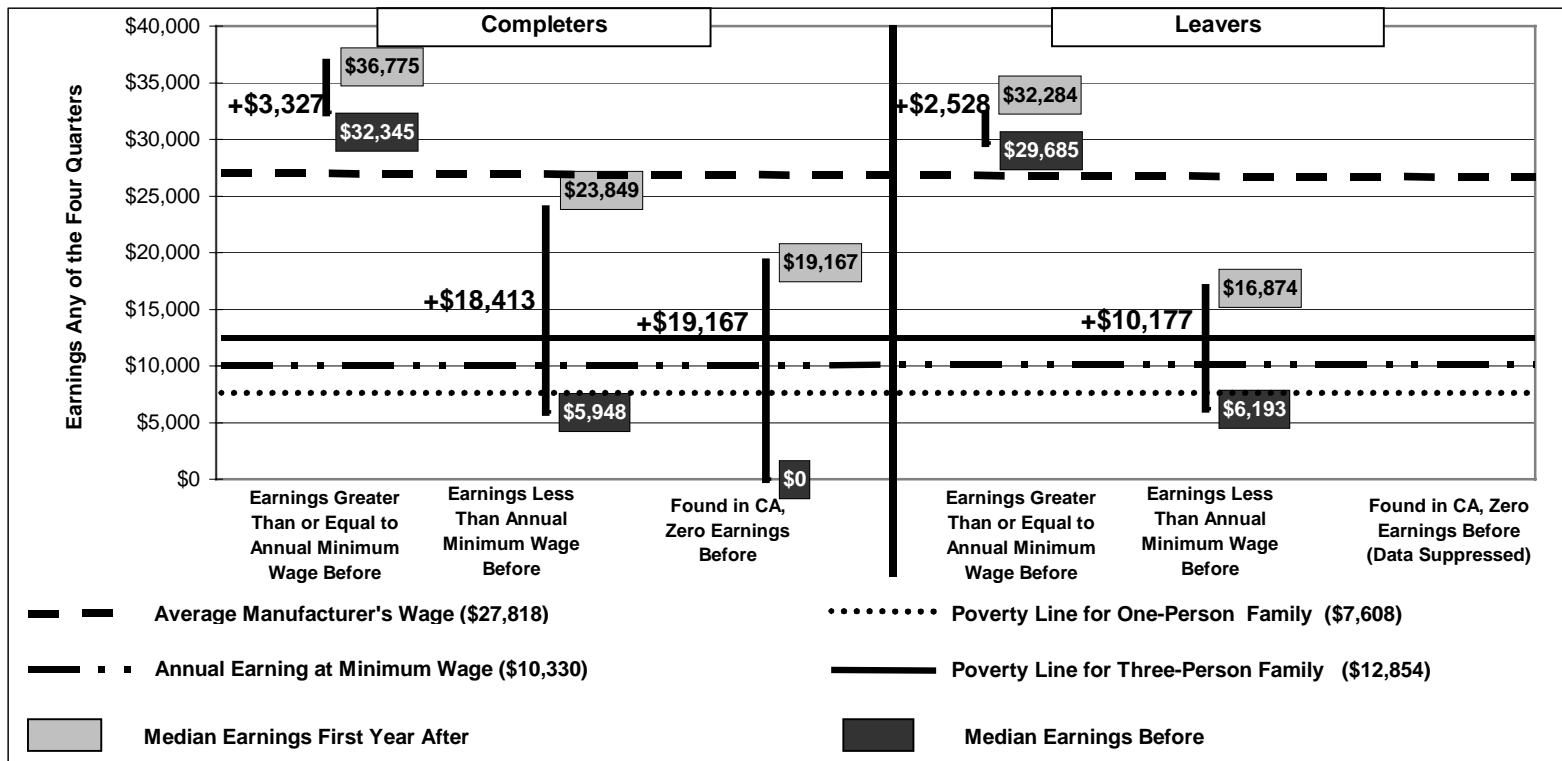 Completers
Leavers
Earnings Any of the Four Quarters
$40,000
$35,000
$30,000
$25,000
$20,000
$15,000
$10,000
$5,000
$0
$36,775
+$3,327
$32,345
$23,849
+$18,413
$5,948
$19,167
+$19,167
$0
$32,284
+$2,528
$29,685
$16,874
+$10,177
$6,193
Earnings Greater
Than or Equal to
Annual Minimum
Wage Before
Earnings Less
Than Annual
Minimum Wage
Before
Found in CA,
Zero Earnings
Before
Earnings Greater
Than or Equal to
Annual Minimum
Wage Before
Earnings Less
Than Annual
Minimum Wage
Before
Found in CA, Zero
Earnings Before
(Data Suppressed)
Average Manufacturer's Wage ($27,818)
Poverty Line for One-Person Family ($7,608)
Annual Earning at Minimum Wage ($10,330)
Poverty Line for Three-Person Family ($12,854)
Median Earnings First Year After
Median Earnings Before